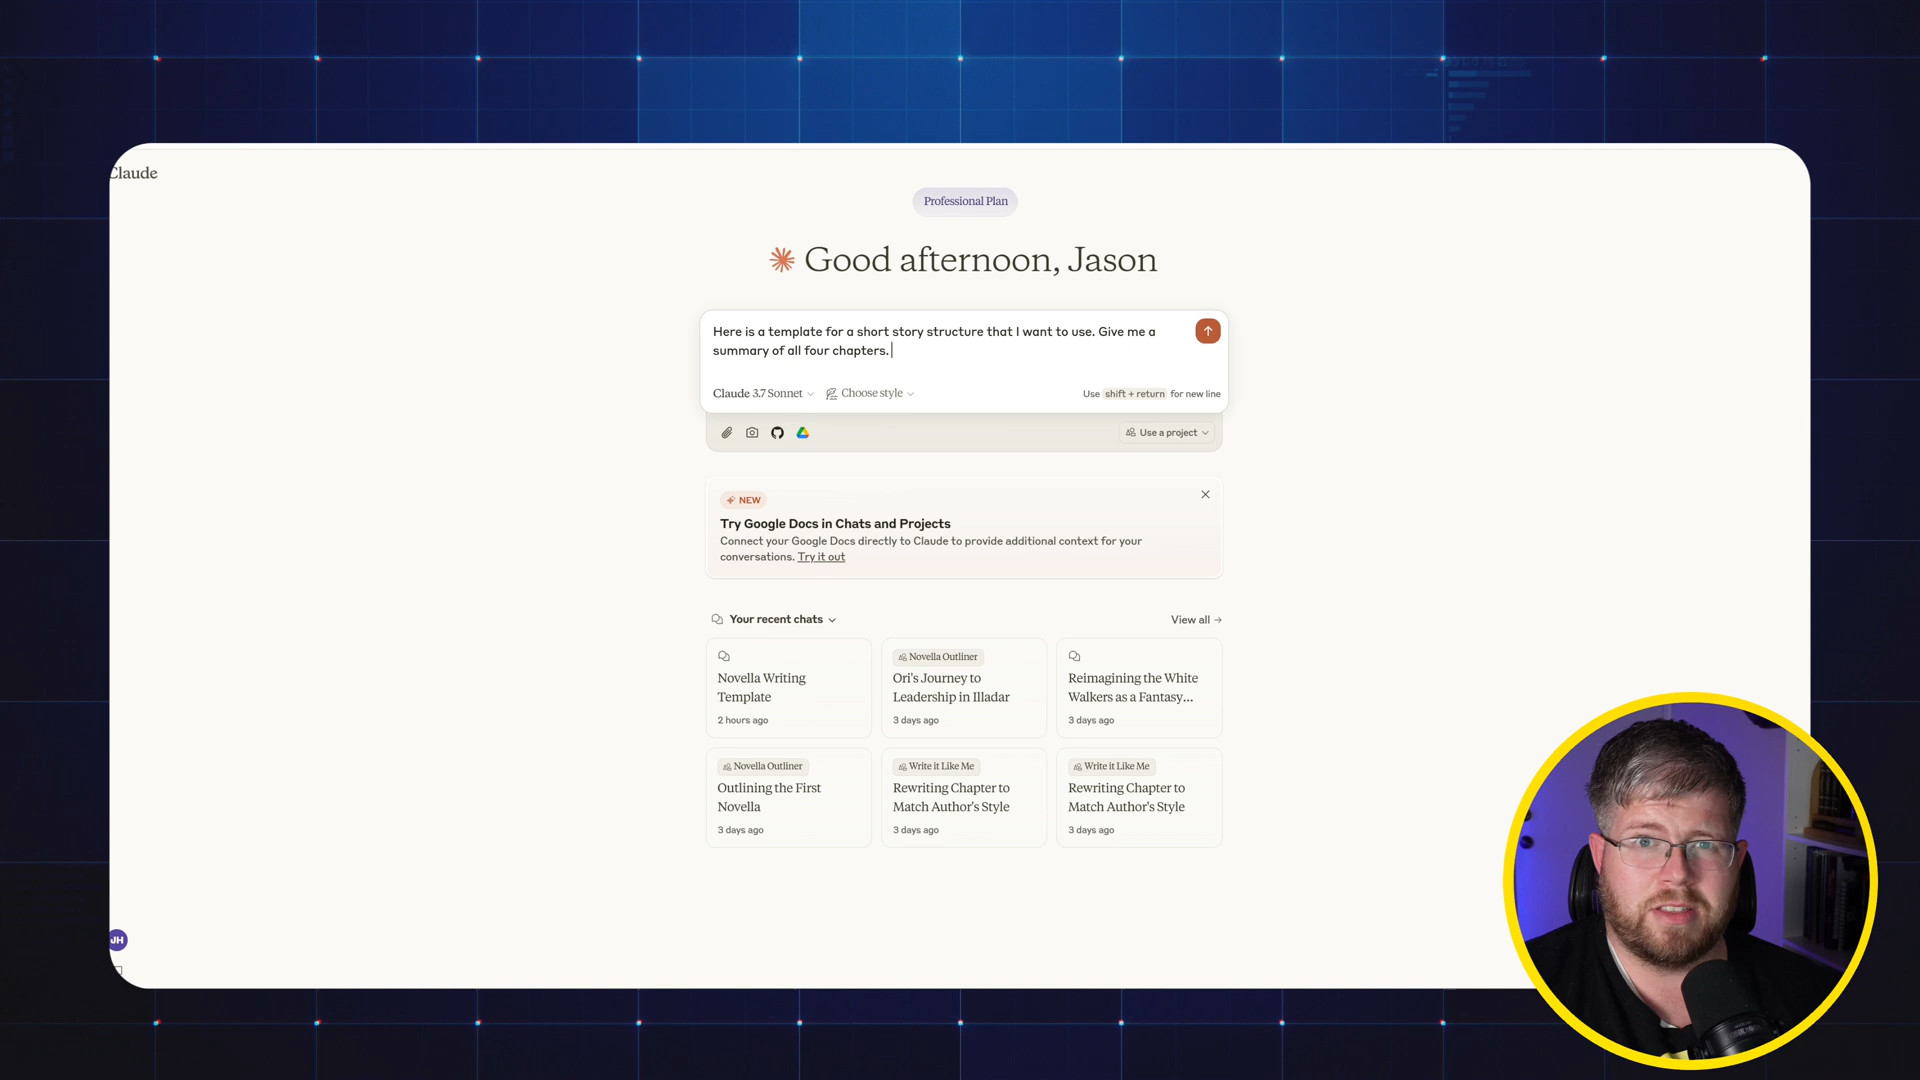 Claude
Professional Plan
Good afternoon, Jason
Here is a template for a short story structure that I want to use. Give me a
summary of all four chapters.
Claude 3.7 Sonnet
Choose style
Use shift + return for new line
Use a project
NEW
Try Google Docs in Chats and Projects
Connect your Google Docs directly to Claude to provide additional context for your
conversations. Try it out
Your recent chats
View all →
Novella Writing
Template
2 hours ago
Novella Outliner
Ori's Journey to
Leadership in Illadar
3 days ago
Reimagining the White
Walkers as a Fantasy...
3 days ago
Novella Outliner
Outlining the First
Novella
3 days ago
Write it Like Me
Rewriting Chapter to
Match Author's Style
3 days ago
Write it Like Me
Rewriting Chapter to
Match Author's Style
3 days ago
JH